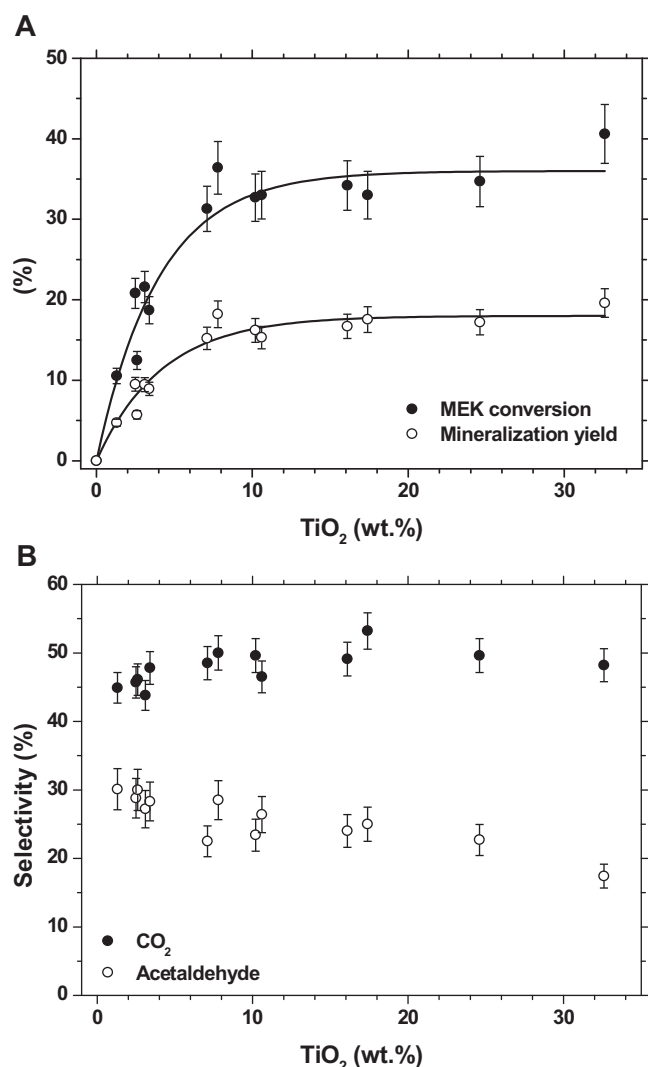 A
50
40
30
20
10
0
(%)
MEK conversion
Mineralization yield
0 10 20 30
TiO₂ (wt.%)
B
60
50
40
30
20
10
0
Selectivity (%)
CO₂
Acetaldehyde
0 10 20 30
TiO₂ (wt.%)